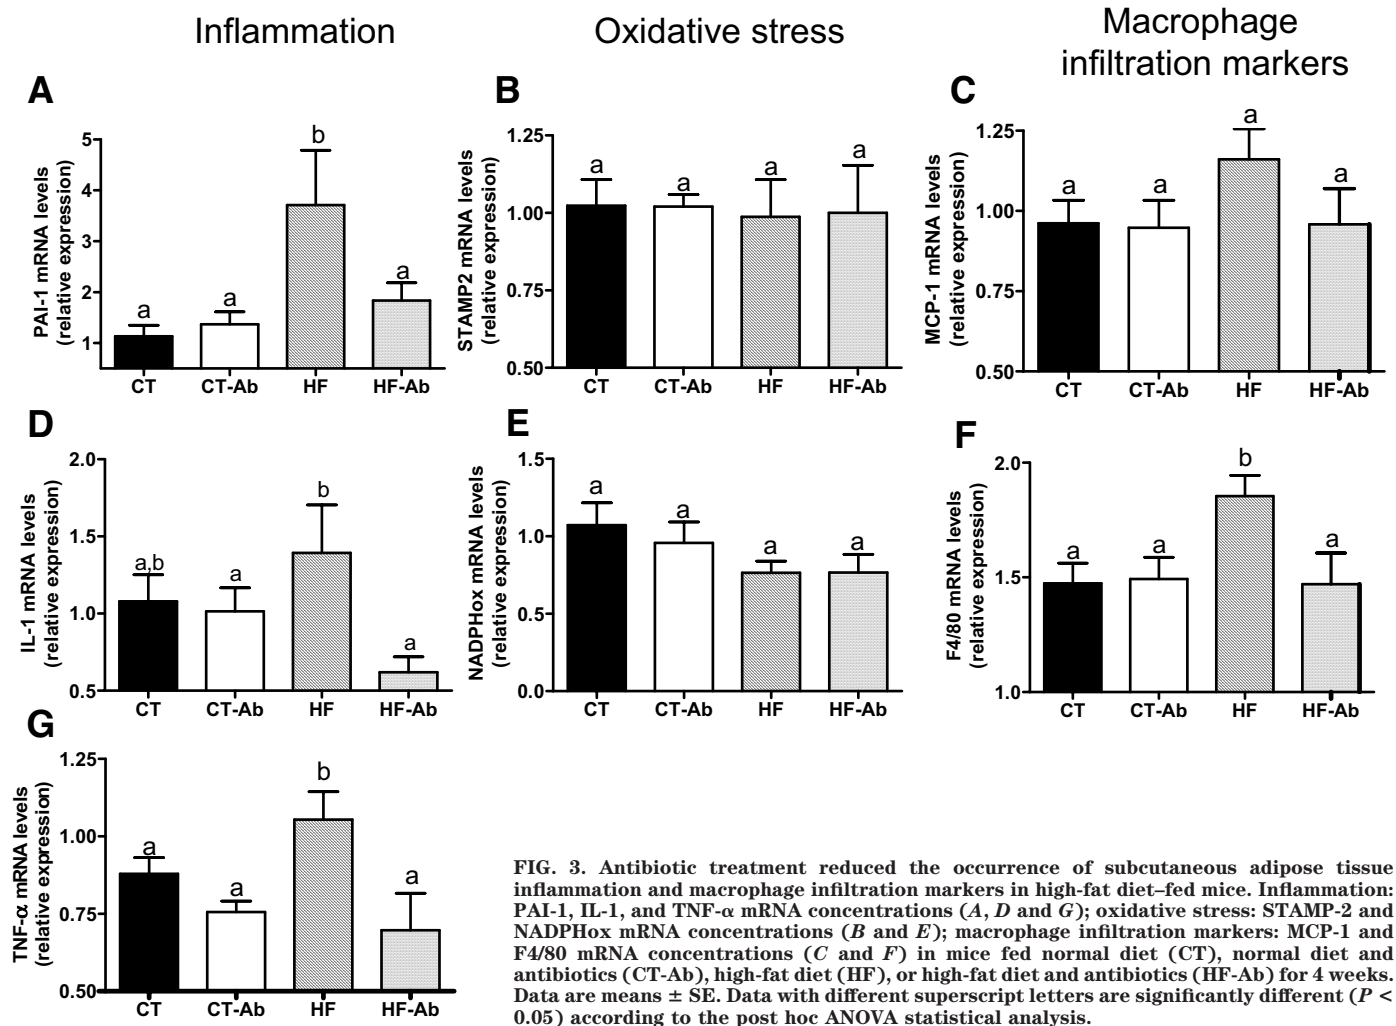 Inflammation
Oxidative stress
Macrophage
infiltration markers
A
PAI-1 mRNA levels
(relative expression)
5
4
3
2
1
a
a
b
a
CT
CT-Ab
HF
HF-Ab
B
STAMP2 mRNA levels
(relative expression)
1.25
1.00
0.75
0.50
a
a
a
a
CT
CT-Ab
HF
HF-Ab
C
MCP-1 mRNA levels
(relative expression)
1.25
1.00
0.75
0.50
a
a
a
a
CT
CT-Ab
HF
HF-Ab
D
IL-1 mRNA levels
(relative expression)
2.0
1.5
1.0
0.5
a,b
a
b
a
CT
CT-Ab
HF
HF-Ab
E
NADPHox mRNA levels
(relative expression)
1.5
1.0
0.5
0.0
a
a
a
a
CT
CT-Ab
HF
HF-Ab
F
F4/80 mRNA levels
(relative expression)
2.0
1.5
1.0
a
a
b
a
CT
CT-Ab
HF
HF-Ab
G
TNF-α mRNA levels
(relative expression)
1.25
1.00
0.75
0.50
a
a
b
a
CT
CT-Ab
HF
HF-Ab
FIG. 3. Antibiotic treatment reduced the occurrence of subcutaneous adipose tissue
inflammation and macrophage infiltration markers in high-fat diet–fed mice. Inflammation:
PAI-1, IL-1, and TNF-α mRNA concentrations (A, D and G); oxidative stress: STAMP-2 and
NADPHox mRNA concentrations (B and E); macrophage infiltration markers: MCP-1 and
F4/80 mRNA concentrations (C and F) in mice fed normal diet (CT), normal diet and
antibiotics (CT-Ab), high-fat diet (HF), or high-fat diet and antibiotics (HF-Ab) for 4 weeks.
Data are means ± SE. Data with different superscript letters are significantly different (P <
0.05) according to the post hoc ANOVA statistical analysis.